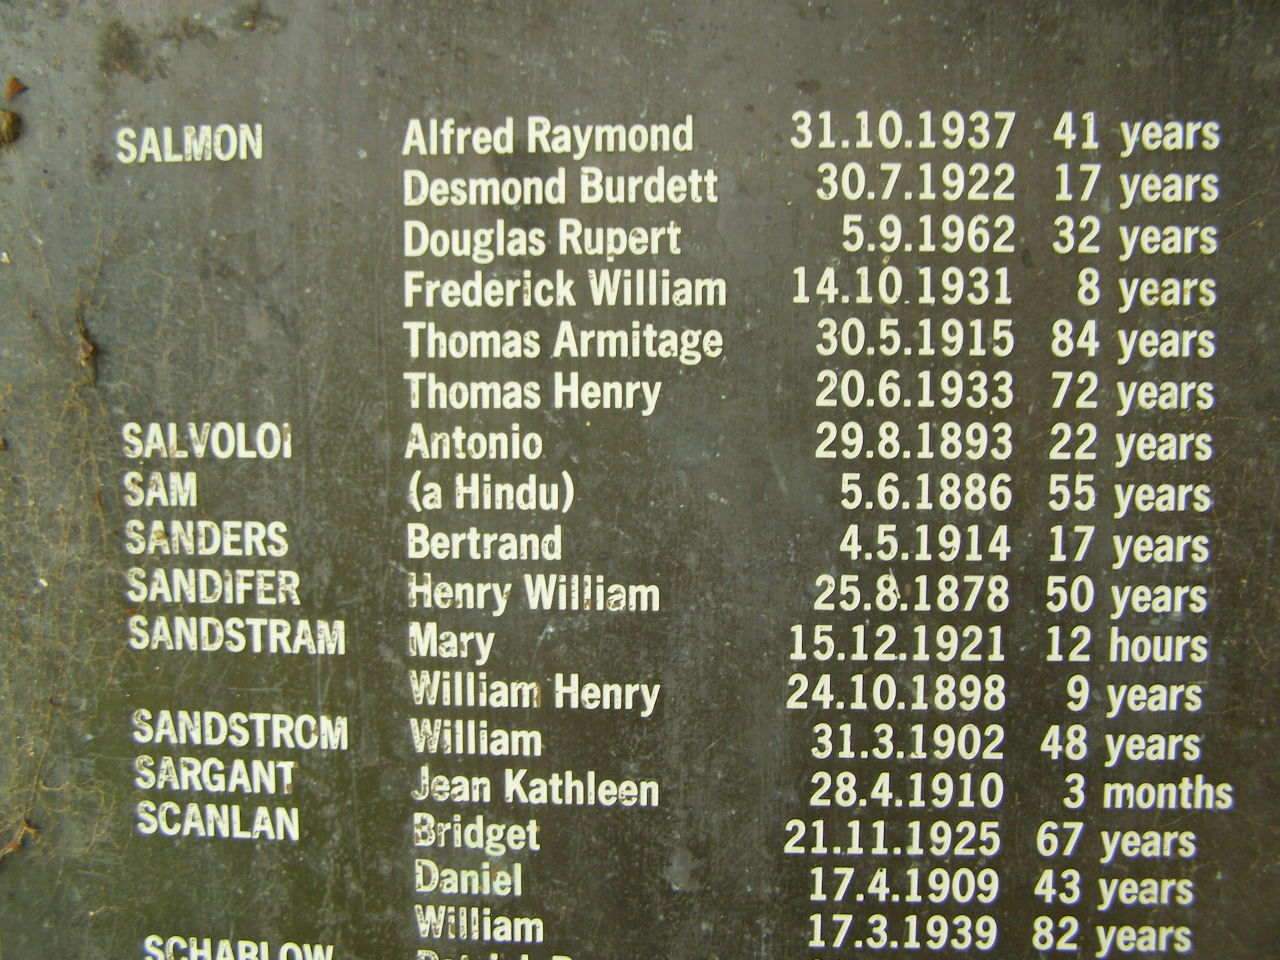 SALMON Alfred Raymond 31.10.1937 41 years
Desmond Burdett 30.7.1922 17 years
Douglas Rupert 5.9.1962 32 years
Frederick William 14.10.1931 8 years
Thomas Armitage 30.5.1915 84 years
Thomas Henry 20.6.1933 72 years
SALVOLOI Antonio 29.8.1893 22 years
SAM (a Hindu) 5.6.1886 55 years
SANDERS Bertrand 4.5.1914 17 years
SANDIFER Henry William 25.8.1878 50 years
SANDSTRAM Mary 15.12.1921 12 hours
William Henry 24.10.1898 9 years
SANDSTROM William 31.3.1902 48 years
SARGANT Jean Kathleen 28.4.1910 3 months
SCANLAN Bridget 21.11.1925 67 years
Daniel 17.4.1909 43 years
William 17.3.1939 82 years
SCHABLOW